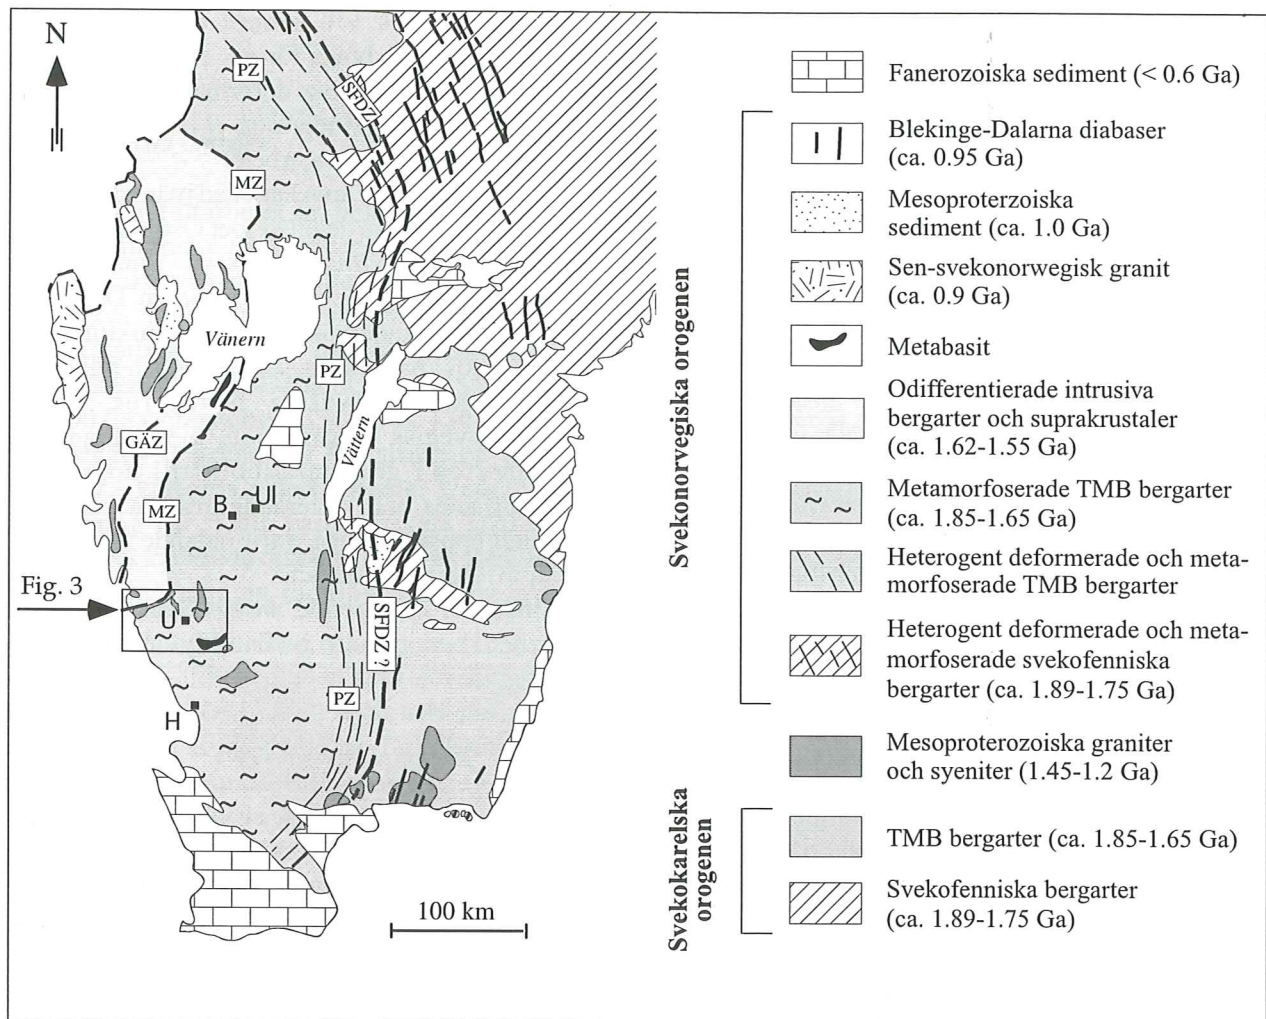 N
PZ
SFDZ
MZ
Vänern
PZ
GÄZ
Vättern
MZ
B
Ul
Fig. 3
U
SFDZ ?
PZ
H
100 km
Fanerozoiska sediment (< 0.6 Ga)
Svekonorvegiska orogenen
Blekinge-Dalarna diabaser
(ca. 0.95 Ga)
Mesoproterzoiska
sediment (ca. 1.0 Ga)
Sen-svekonorwegisk granit
(ca. 0.9 Ga)
Metabasit
Odifferentierade intrusiva
bergarter och suprakrustaler
(ca. 1.62-1.55 Ga)
Metamorfoserade TMB bergarter
(ca. 1.85-1.65 Ga)
Heterogent deformerade och meta-
morfoserade TMB bergarter
Heterogent deformerade och meta-
morfoserade svekofenniska
bergarter (ca. 1.89-1.75 Ga)
Mesoproterozoiska graniter
och syeniter (1.45-1.2 Ga)
Svekokarelska
orogenen
TMB bergarter (ca. 1.85-1.65 Ga)
Svekofenniska bergarter
(ca. 1.89-1.75 Ga)